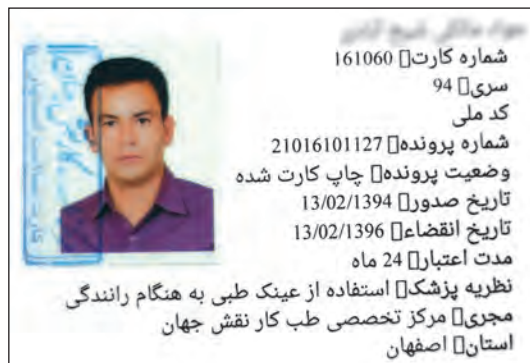 شماره کارت 161060
سری 94
کد ملی
شماره پرونده 21016101127
وضعیت پرونده چاپ کارت شده
تاریخ صدور 13/02/1394
تاریخ انقضاء 13/02/1396
مدت اعتبار 24 ماه
نظریه پزشک استفاده از عینک طبی به هنگام رانندگی
مجری مرکز تخصصی طب کار نقش جهان
استان اصفهان